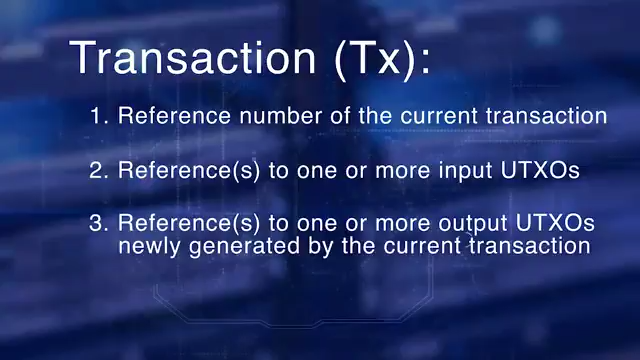 Transaction (Tx):
1. Reference number of the current transaction
2. Reference(s) to one or more input UTXOs
3. Reference(s) to one or more output UTXOs
newly generated by the current transaction